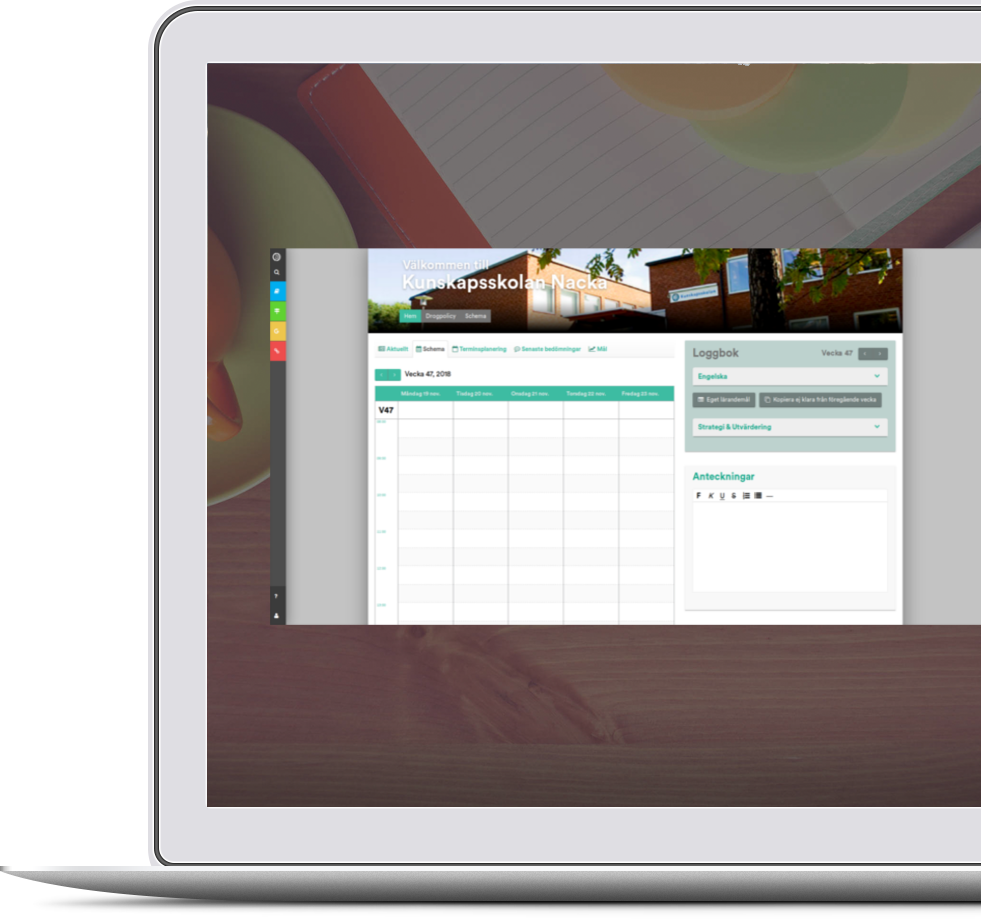 Välkommen till
Kunskapsskolan Nacka
Kunskapsskolan
Hem Drogpolicy Schema
Aktuellt Schema Terminsplanering Senaste bedömningar Mål
Vecka 47, 2018
Måndag 19 nov. Tisdag 20 nov. Onsdag 21 nov. Torsdag 22 nov. Fredag 23 nov.
V47
Loggbok Vecka 47
Engelska
Eget lärandemål Kopiera ej klara från föregående vecka
Strategi & Utvärdering
Anteckningar
F K U S